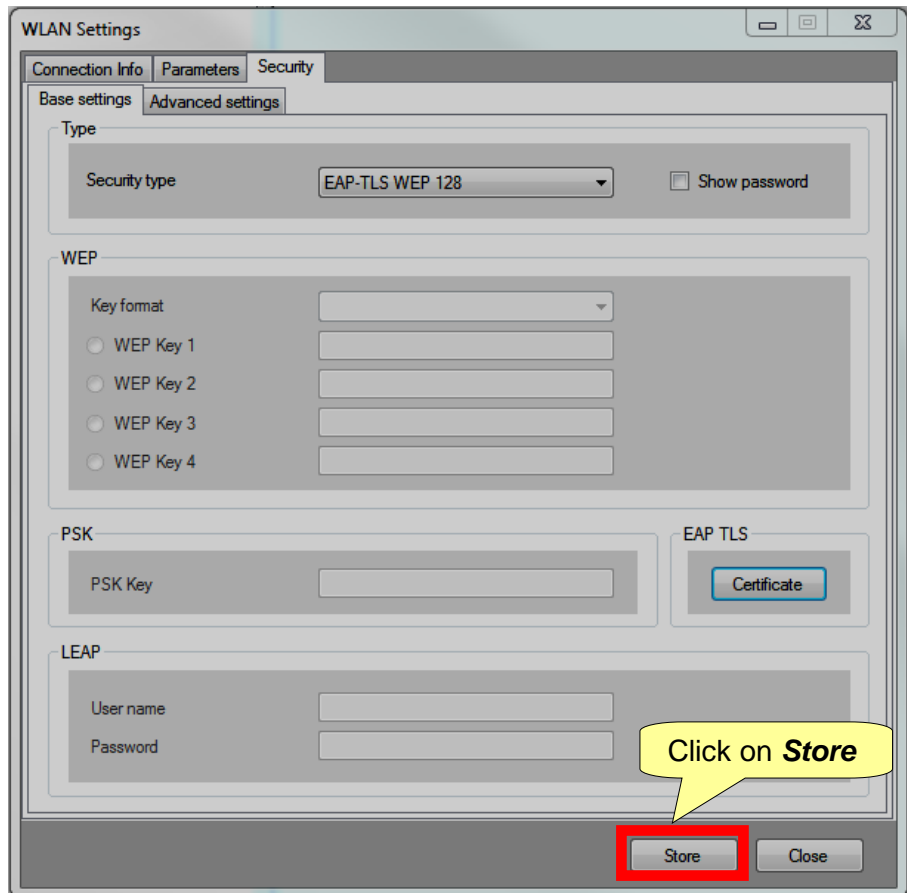 WLAN Settings
Connection Info Parameters Security
Base settings Advanced settings
Type
Security type EAP-TLS WEP 128 Show password
WEP
Key format
WEP Key 1
WEP Key 2
WEP Key 3
WEP Key 4
PSK EAP TLS
PSK Key Certificate
LEAP
User name
Password
Click on Store
Store Close